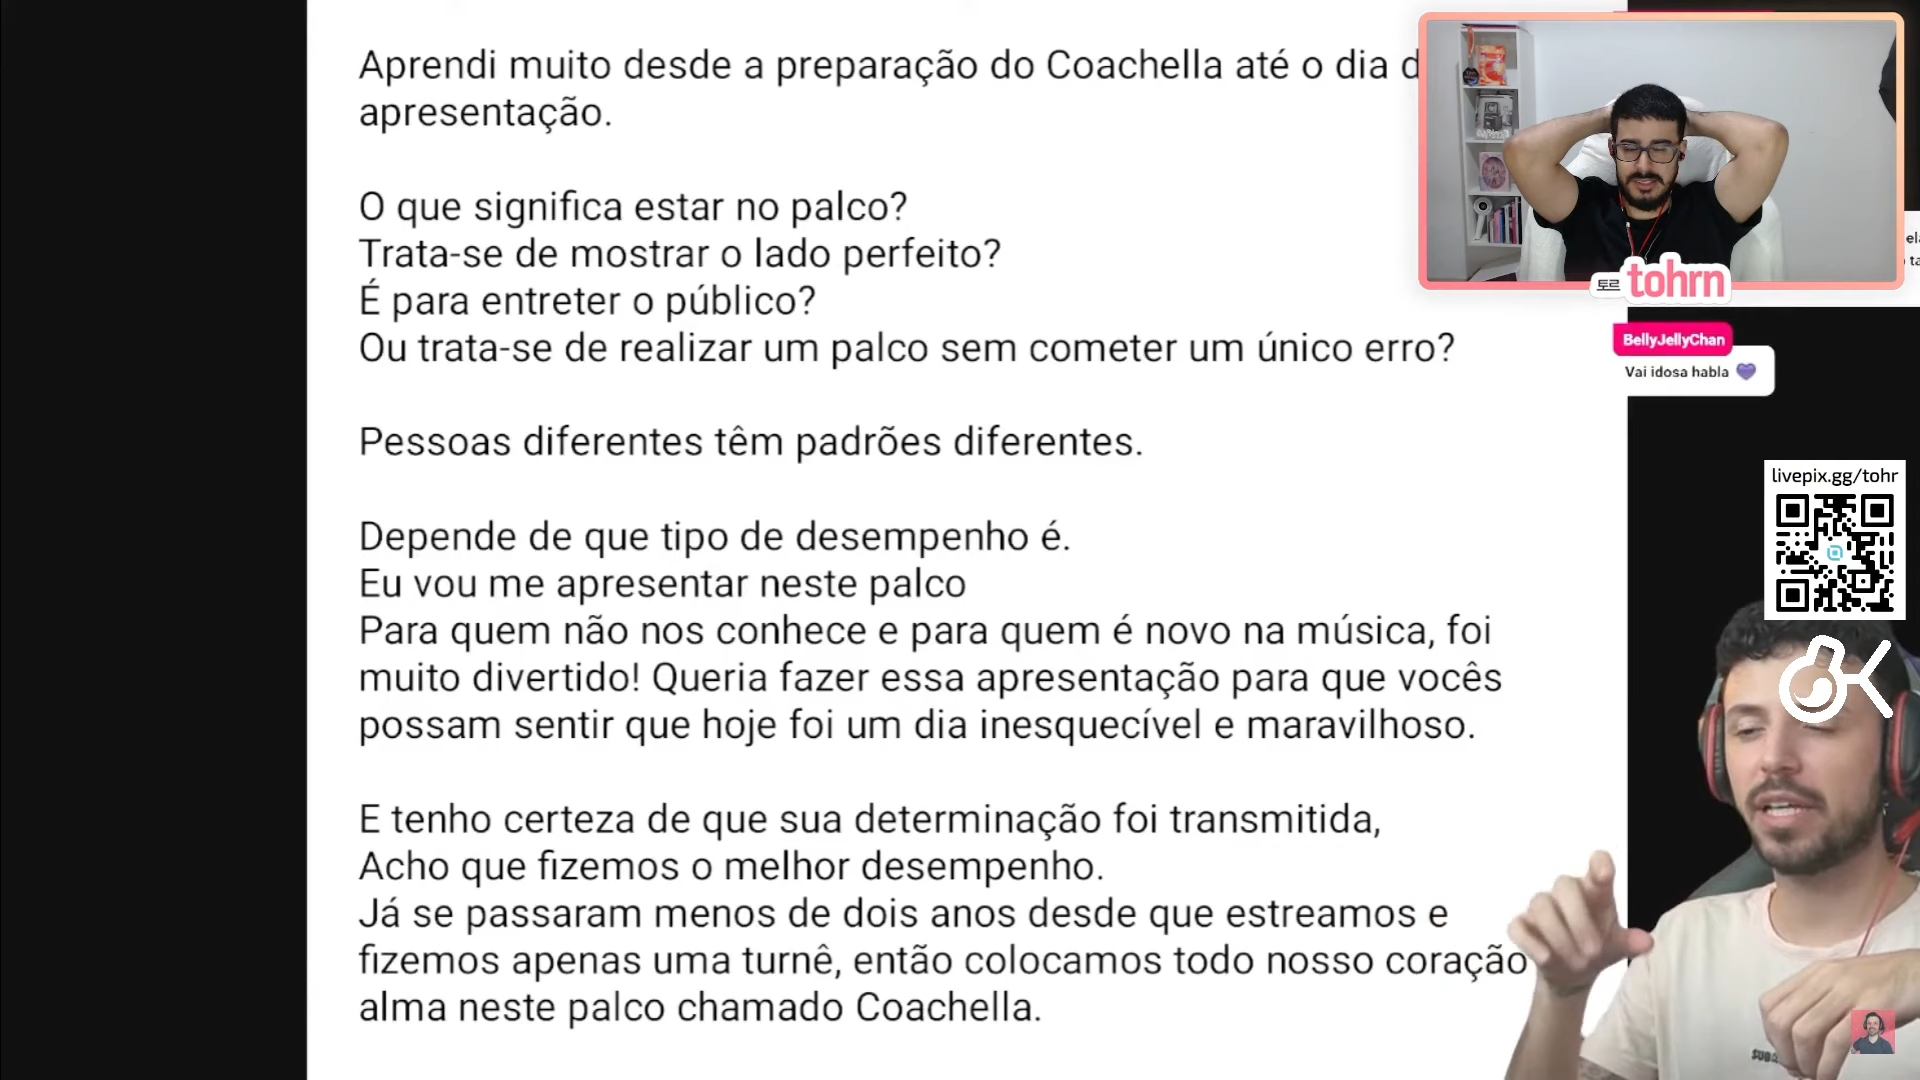 Aprendi muito desde a preparação do Coachella até o dia d
apresentação.
O que significa estar no palco?
Trata-se de mostrar o lado perfeito?
É para entreter o público?
Ou trata-se de realizar um palco sem cometer um único erro?
Pessoas diferentes têm padrões diferentes.
Depende de que tipo de desempenho é.
Eu vou me apresentar neste palco
Para quem não nos conhece e para quem é novo na música, foi
muito divertido! Queria fazer essa apresentação para que vocês
possam sentir que hoje foi um dia inesquecível e maravilhoso.
E tenho certeza de que sua determinação foi transmitida,
Acho que fizemos o melhor desempenho.
Já se passaram menos de dois anos desde que estreamos e
fizemos apenas uma turnê, então colocamos todo nosso coração
alma neste palco chamado Coachella.
토르 tohrn
BellyJellyChan
Vai idosa habla 💜
livepix.gg/tohr